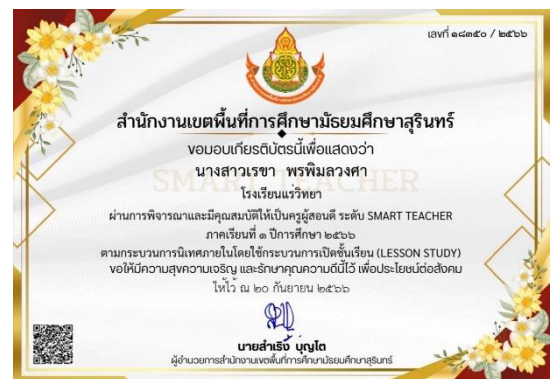 เลขที่ ๑๘๓๕๐ / ๒๕๖๖
สำนักงานเขตพื้นที่การศึกษามัธยมศึกษาสุรินทร์
ขอมอบเกียรติบัตรนี้เพื่อแสดงว่า
นางสาวเรขา พรพิมลวงศา
SMART TEACHER
โรงเรียนแร่วิทยา
ผ่านการพิจารณาและมีคุณสมบัติให้เป็นครูผู้สอนดี ระดับ SMART TEACHER
ภาคเรียนที่ ๑ ปีการศึกษา ๒๕๖๖
ตามกระบวนการนิเทศภายในโดยใช้กระบวนการเปิดชั้นเรียน (LESSON STUDY)
ขอให้มีความสุขความเจริญ และรักษาคุณความดีนี้ไว้ เพื่อประโยชน์ต่อสังคม
ให้ไว้ ณ ๒๐ กันยายน ๒๕๖๖
นายสำเริง บุญโต
ผู้อำนวยการสำนักงานเขตพื้นที่การศึกษามัธยมศึกษาสุรินทร์